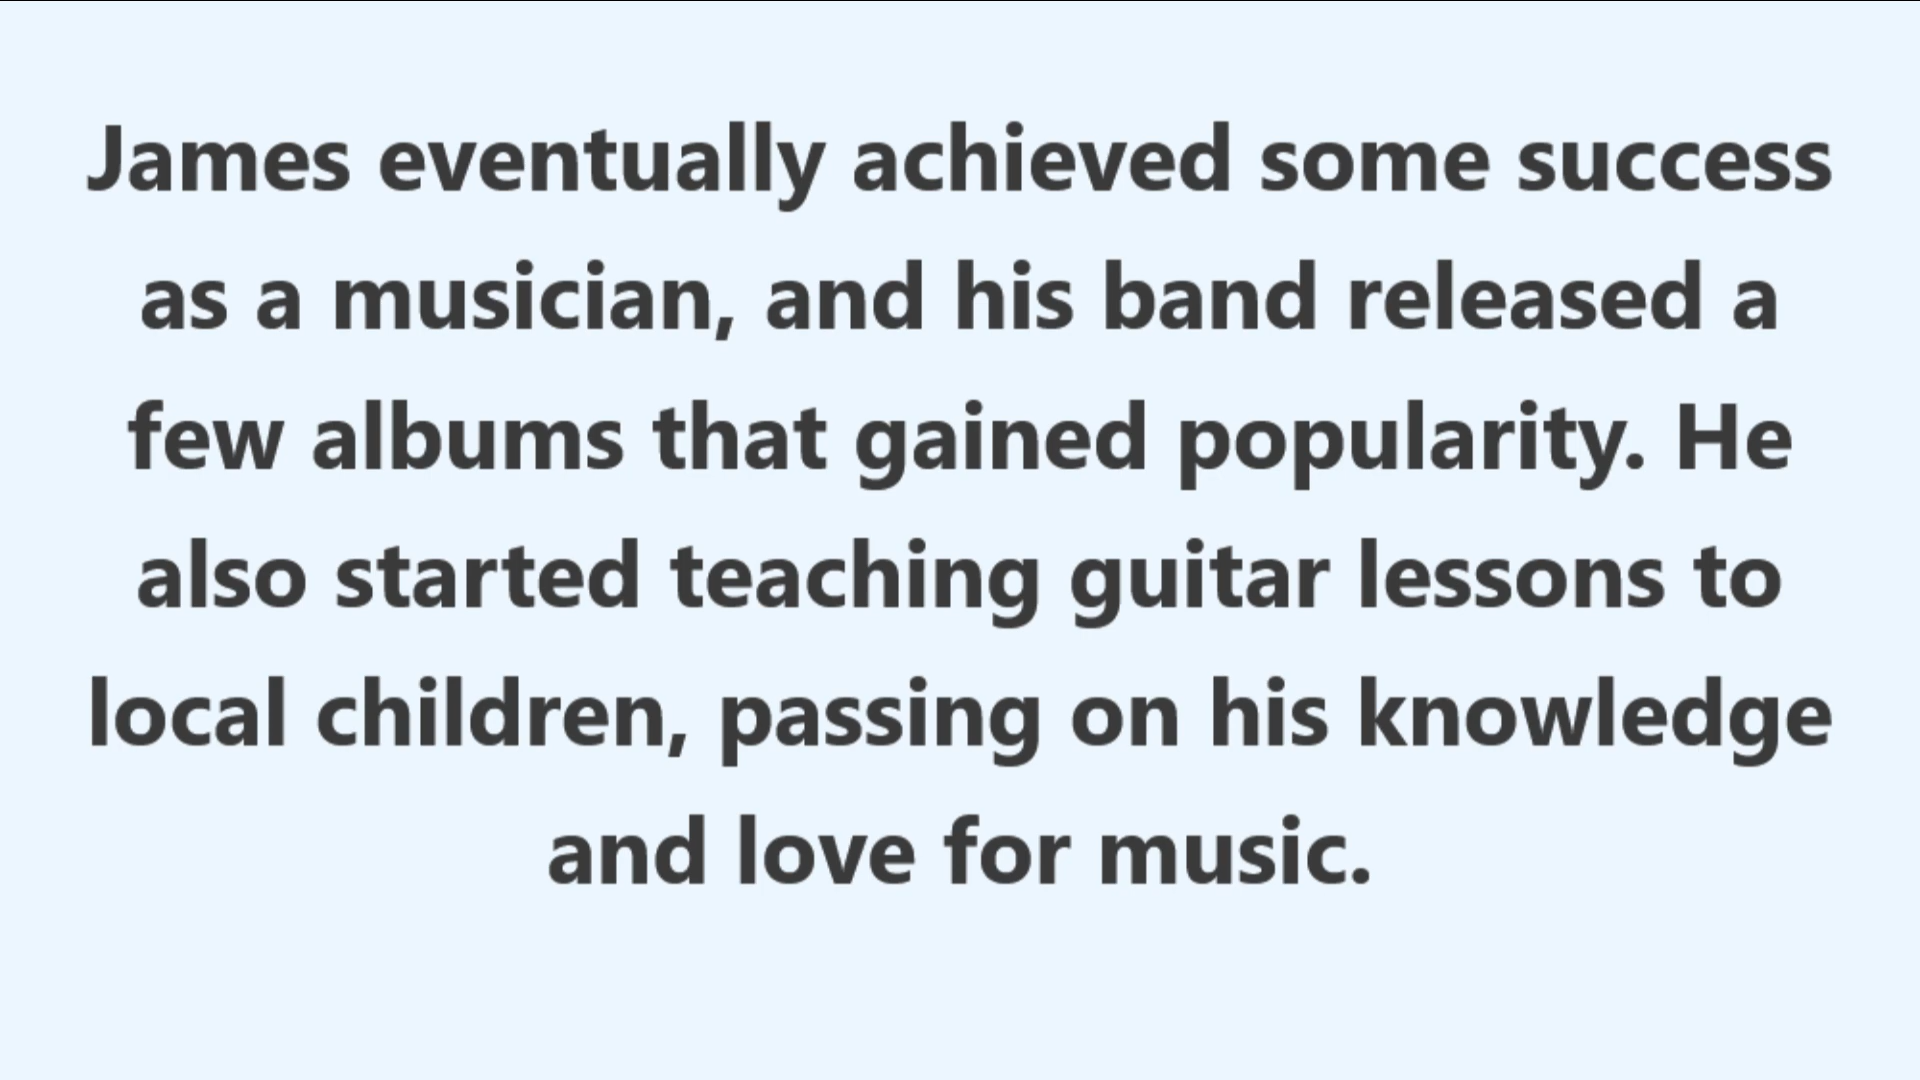 James eventually achieved some success
as a musician, and his band released a
few albums that gained popularity. He
also started teaching guitar lessons to
local children, passing on his knowledge
and love for music.